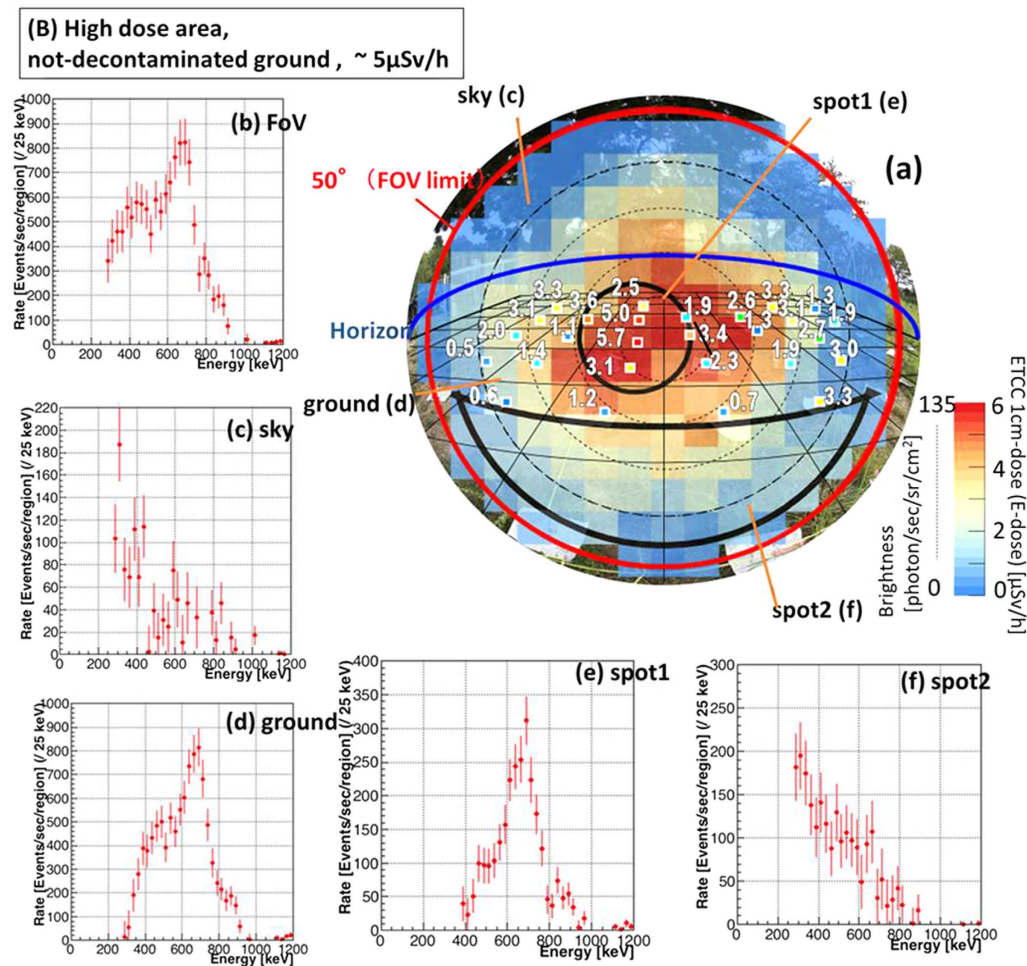 (B) High dose area,
not-decontaminated ground , ~ 5µSv/h
(b) FoV
Rate [Events/sec/region] (/ 25 keV)
1000
900
800
700
600
500
400
300
200
100
0
0 200 400 600 800 1000 1200
Energy [keV]
(c) sky
Rate [Events/sec/region] (/ 25 keV)
220
200
180
160
140
120
100
80
60
40
20
0
0 200 400 600 800 1000 1200
Energy [keV]
(d) ground
Rate [Events/sec/region] (/ 25 keV)
1000
900
800
700
600
500
400
300
200
100
0
0 200 400 600 800 1000 1200
Energy [keV]
(e) spot1
Rate [Events/sec/region] (/ 25 keV)
400
350
300
250
200
150
100
50
0
0 200 400 600 800 1000 1200
Energy [keV]
(f) spot2
Rate [Events/sec/region] (/ 25 keV)
300
250
200
150
100
50
0
0 200 400 600 800 1000 1200
Energy [keV]
(a)
sky (c)
spot1 (e)
50° （FOV limit）
Horizon
ground (d)
spot2 (f)
2.5
3.3 3.6 5.0 1.9 2.6 3.3 1.3
3.1 3.1 1.9
2.0 1.1 5.7 3.4 1.3 2.7
0.5 1.4 3.1 2.3 1.9 3.0
0.6 1.2 0.7 3.3
135
0
Brightness
[photon/sec/sr/cm²]
6
4
2
0
ETCC 1cm-dose (E-dose) [µSv/h]